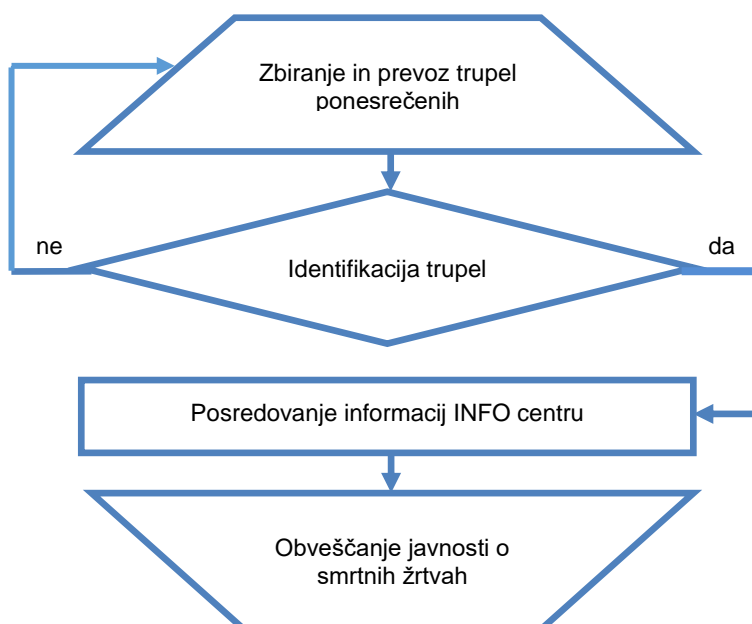 Zbiranje in prevoz trupel
ponesrečenih
ne
da
Identifikacija trupel
Posredovanje informacij INFO centru
Obveščanje javnosti o
smrtnih žrtvah